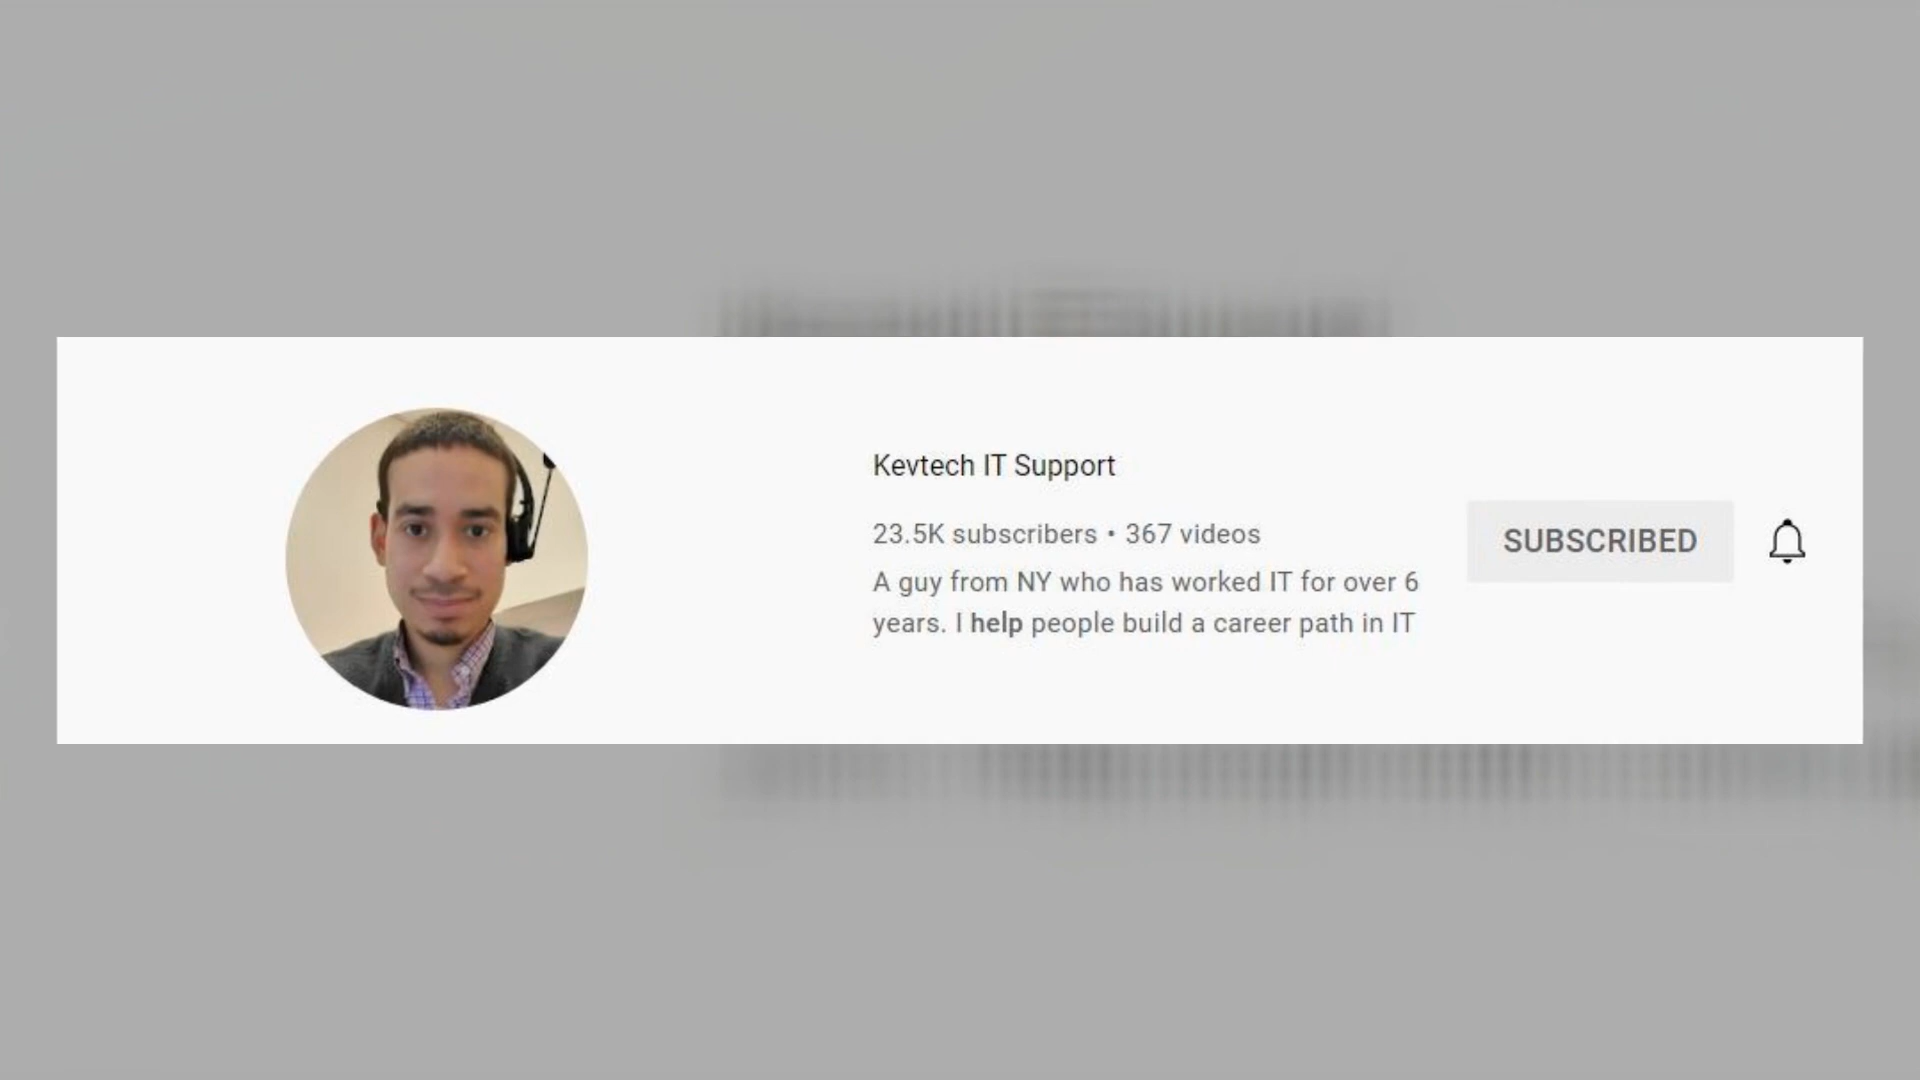 Kevtech IT Support
23.5K subscribers • 367 videos
A guy from NY who has worked IT for over 6
years. I help people build a career path in IT
SUBSCRIBED